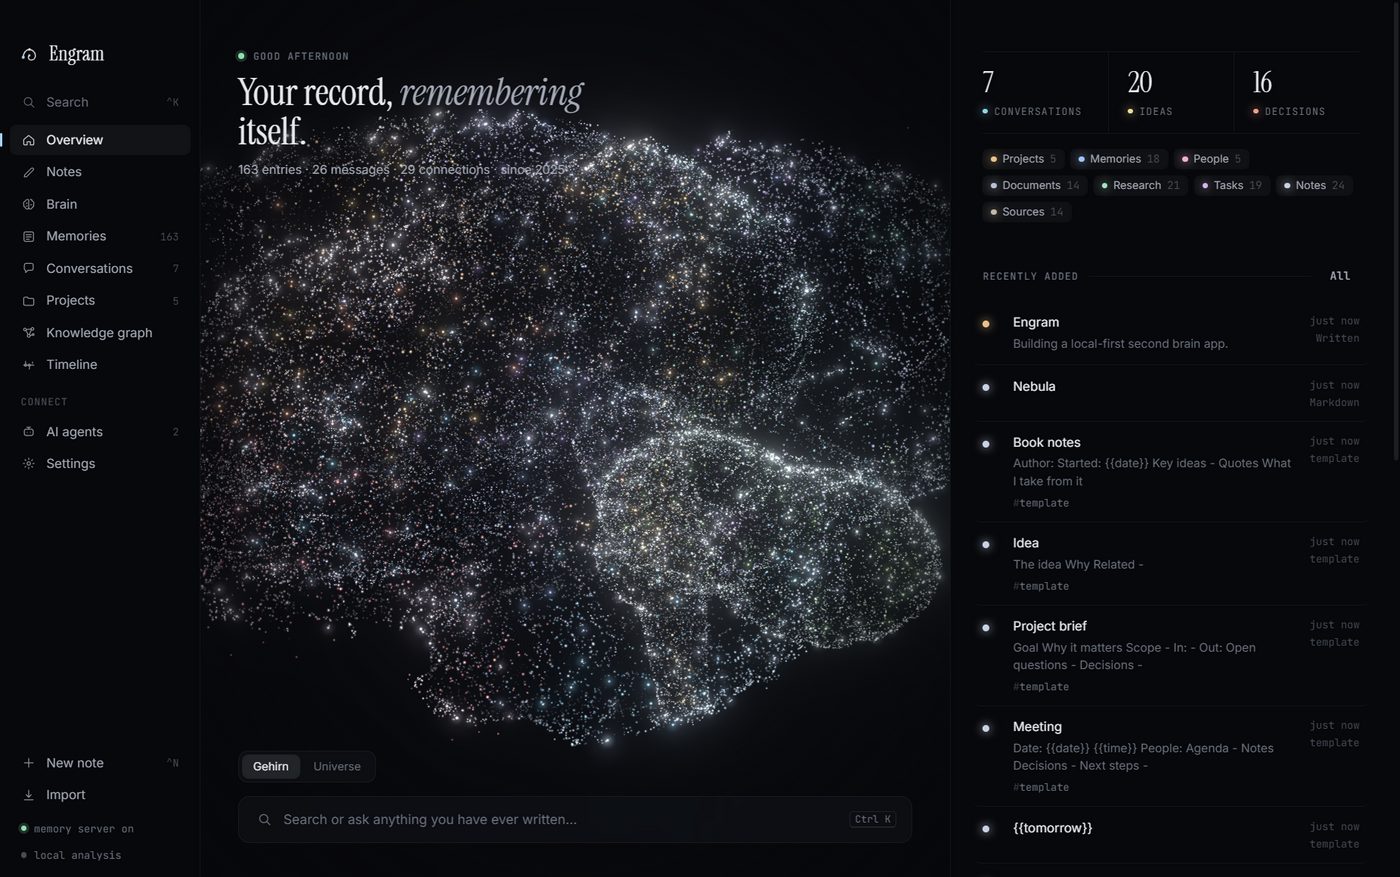 Engram
Search ^K
Overview
Notes
Brain
Memories 163
Conversations 7
Projects 5
Knowledge graph
Timeline
CONNECT
AI agents 2
Settings
New note ^N
Import
memory server on
local analysis
GOOD AFTERNOON
Your record, remembering
itself.
163 entries · 26 messages · 29 connections · since 2025
Gehirn Universe
Search or ask anything you have ever written... Ctrl K
7 20 16
CONVERSATIONS IDEAS DECISIONS
Projects 5 Memories 18 People 5
Documents 14 Research 21 Tasks 19 Notes 24
Sources 14
RECENTLY ADDED All
Engram just now
Building a local-first second brain app. Written
Nebula just now
Markdown
Book notes just now
Author: Started: {{date}} Key ideas - Quotes What template
I take from it
#template
Idea just now
The idea Why Related - template
#template
Project brief just now
Goal Why it matters Scope - In: - Out: Open template
questions - Decisions -
#template
Meeting just now
Date: {{date}} {{time}} People: Agenda - Notes template
Decisions - Next steps -
#template
{{tomorrow}} just now
template